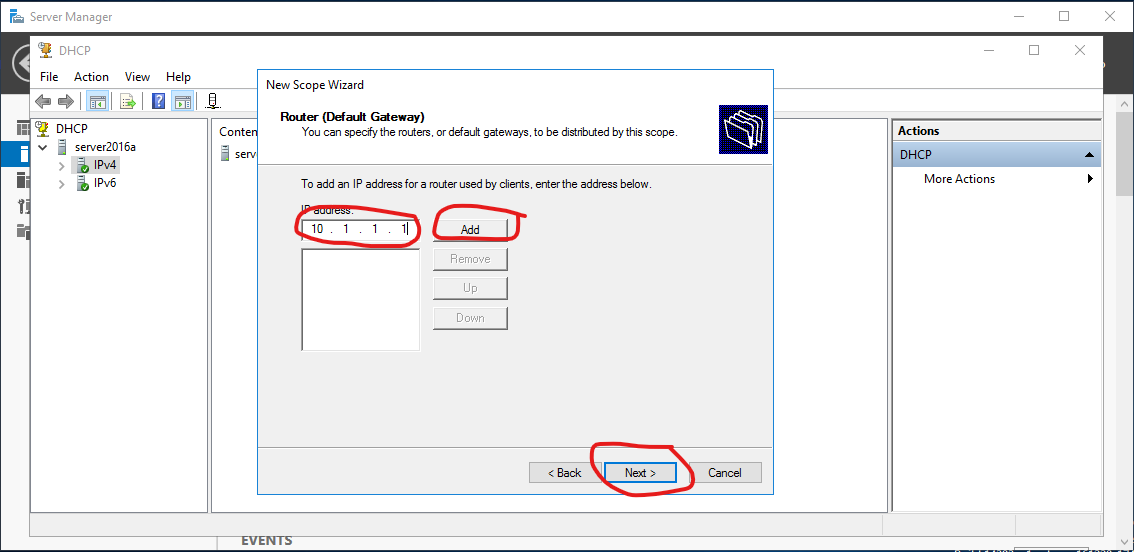 Server Manager
DHCP
File Action View Help
New Scope Wizard
Router (Default Gateway)
You can specify the routers, or default gateways, to be distributed by this scope.
DHCP
server2016a
IPv4
IPv6
Conten
serv
To add an IP address for a router used by clients, enter the address below.
IP address:
10 . 1 . 1 . 1
Add
Remove
Up
Down
< Back Next > Cancel
Actions
DHCP
More Actions
EVENTS